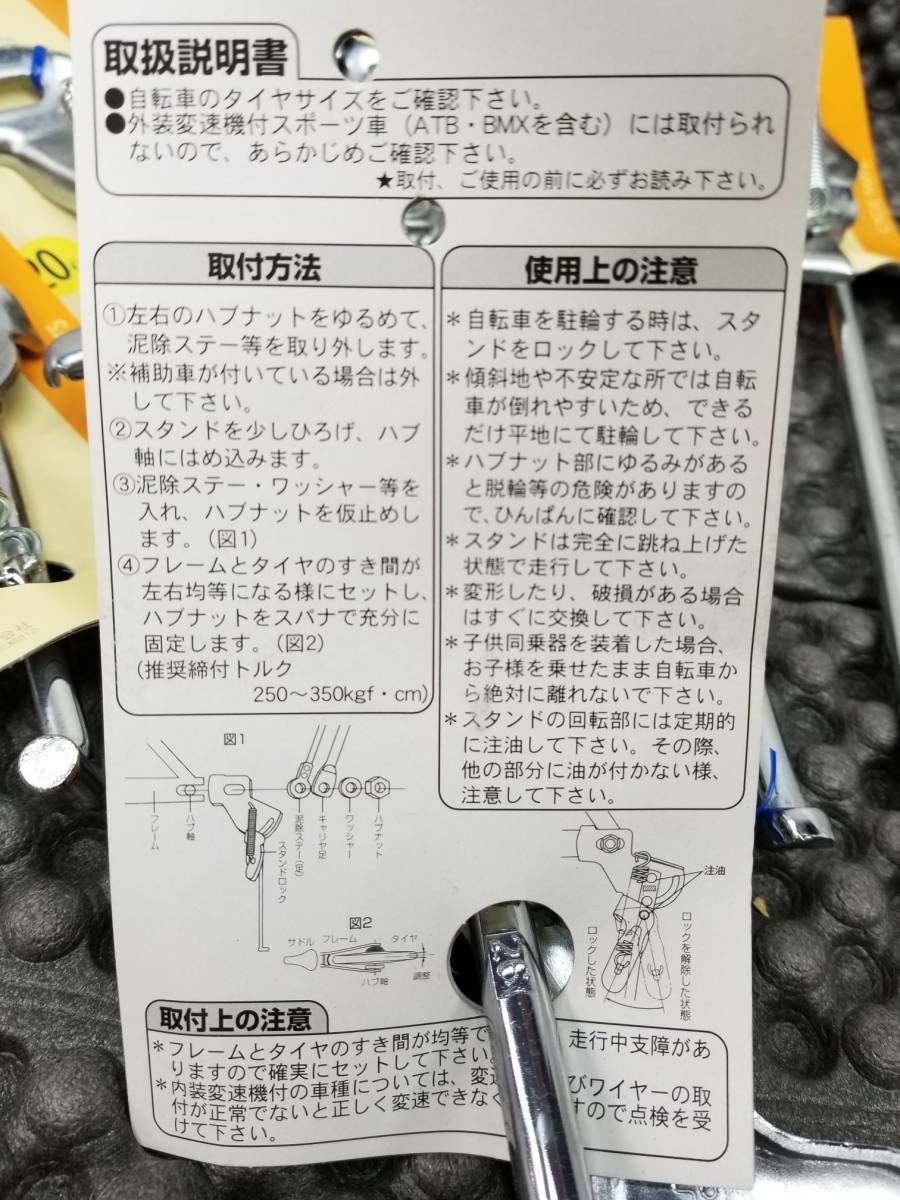 取扱説明書
●自転車のタイヤサイズをご確認下さい。
●外装変速機付スポーツ車（ATB・BMXを含む）には取付られ
ないので、あらかじめご確認下さい。
★取付、ご使用の前に必ずお読み下さい。
取付方法
①左右のハブナットをゆるめて、
泥除ステー等を取り外します。
※補助車が付いている場合は外
して下さい。
②スタンドを少しひろげ、ハブ
軸にはめ込みます。
③泥除ステー・ワッシャー等を
入れ、ハブナットを仮止めし
ます。（図1）
④フレームとタイヤのすき間が
左右均等になる様にセットし、
ハブナットをスパナで充分に
固定します。（図2）
（推奨締付トルク
250～350kgf・cm)
使用上の注意
＊自転車を駐輪する時は、スタ
ンドをロックして下さい。
＊傾斜地や不安定な所では自転
車が倒れやすいため、できる
だけ平地にて駐輪して下さい。
＊ハブナット部にゆるみがある
と脱輪等の危険がありますの
で、ひんぱんに確認して下さい。
＊スタンドは完全に跳ね上げた
状態で走行して下さい。
＊変形したり、破損がある場合
はすぐに交換して下さい。
＊子供同乗器を装着した場合、
お子様を乗せたまま自転車か
ら絶対に離れないで下さい。
＊スタンドの回転部には定期的
に注油して下さい。その際、
他の部分に油が付かない様、
注意して下さい。
図1
フレーム
ハブ軸
スタンドロック
泥除ステー(足)
キャリヤ足
ワッシャー
ハブナット
図2
サドル
フレーム
タイヤ
ハブ軸
調整
注油
ロックした状態
ロックを解除した状態
取付上の注意
＊フレームとタイヤのすき間が均等で 走行中支障があ
りますので確実にセットして下さい。
＊内装変速機付の車種については、変速 びワイヤーの取
付が正常でないと正しく変速できなく すので点検を受
けて下さい。
20